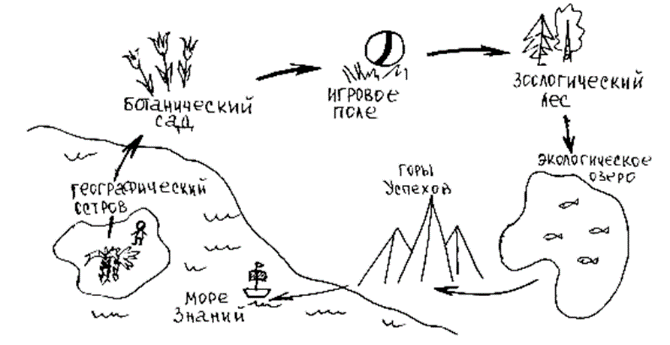 БОТАНИЧЕСКИЙ
САД
ИГРОВОЕ
ПОЛЕ
ЗООЛОГИЧЕСКИЙ
ЛЕС
ЭКОЛОГИЧЕСКОЕ
ОЗЕРО
ГОРЫ
УСПЕХОВ
ГЕОГРАФИЧЕСКИЙ
ОСТРОВ
МОРЕ
ЗНАНИЙ